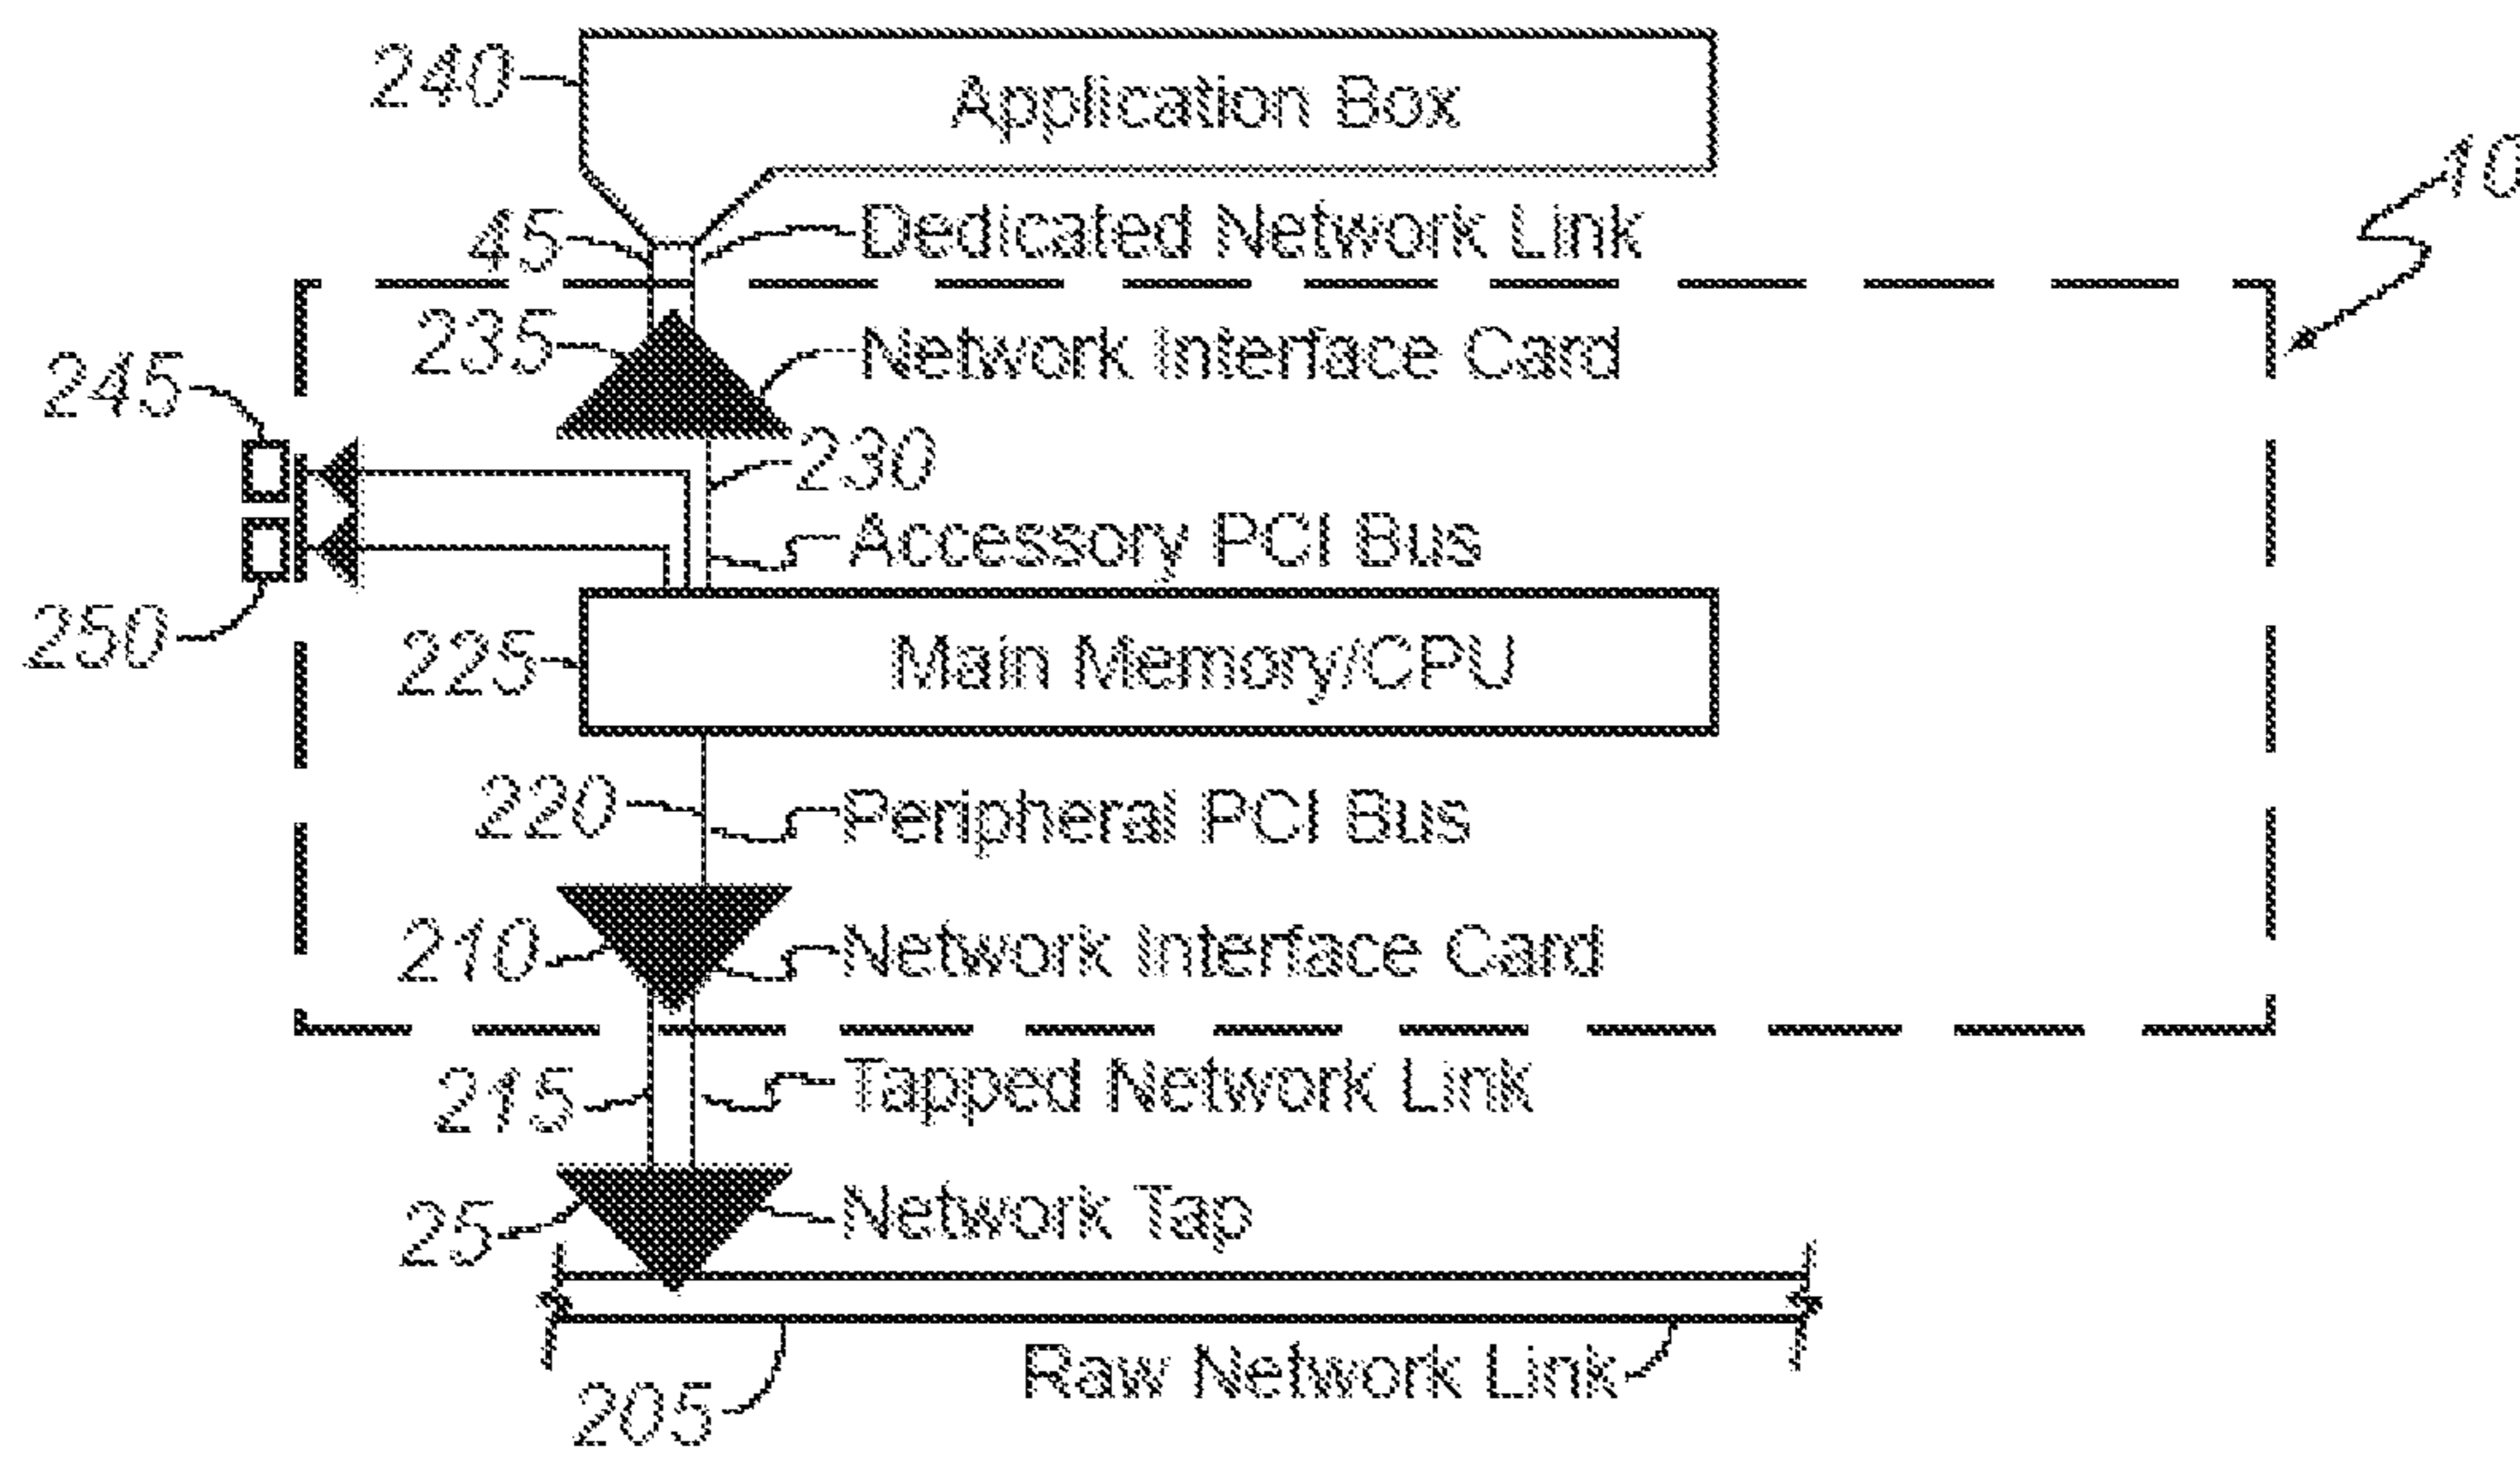 240
Application Box
10
45
Dedicated Network Link
235
Network Interface Card
245
230
Accessory PCI Bus
250
225
Main Memory/CPU
220
Peripheral PCI Bus
210
Network Interface Card
215
Tapped Network Link
25
Network Tap
Raw Network Link
205